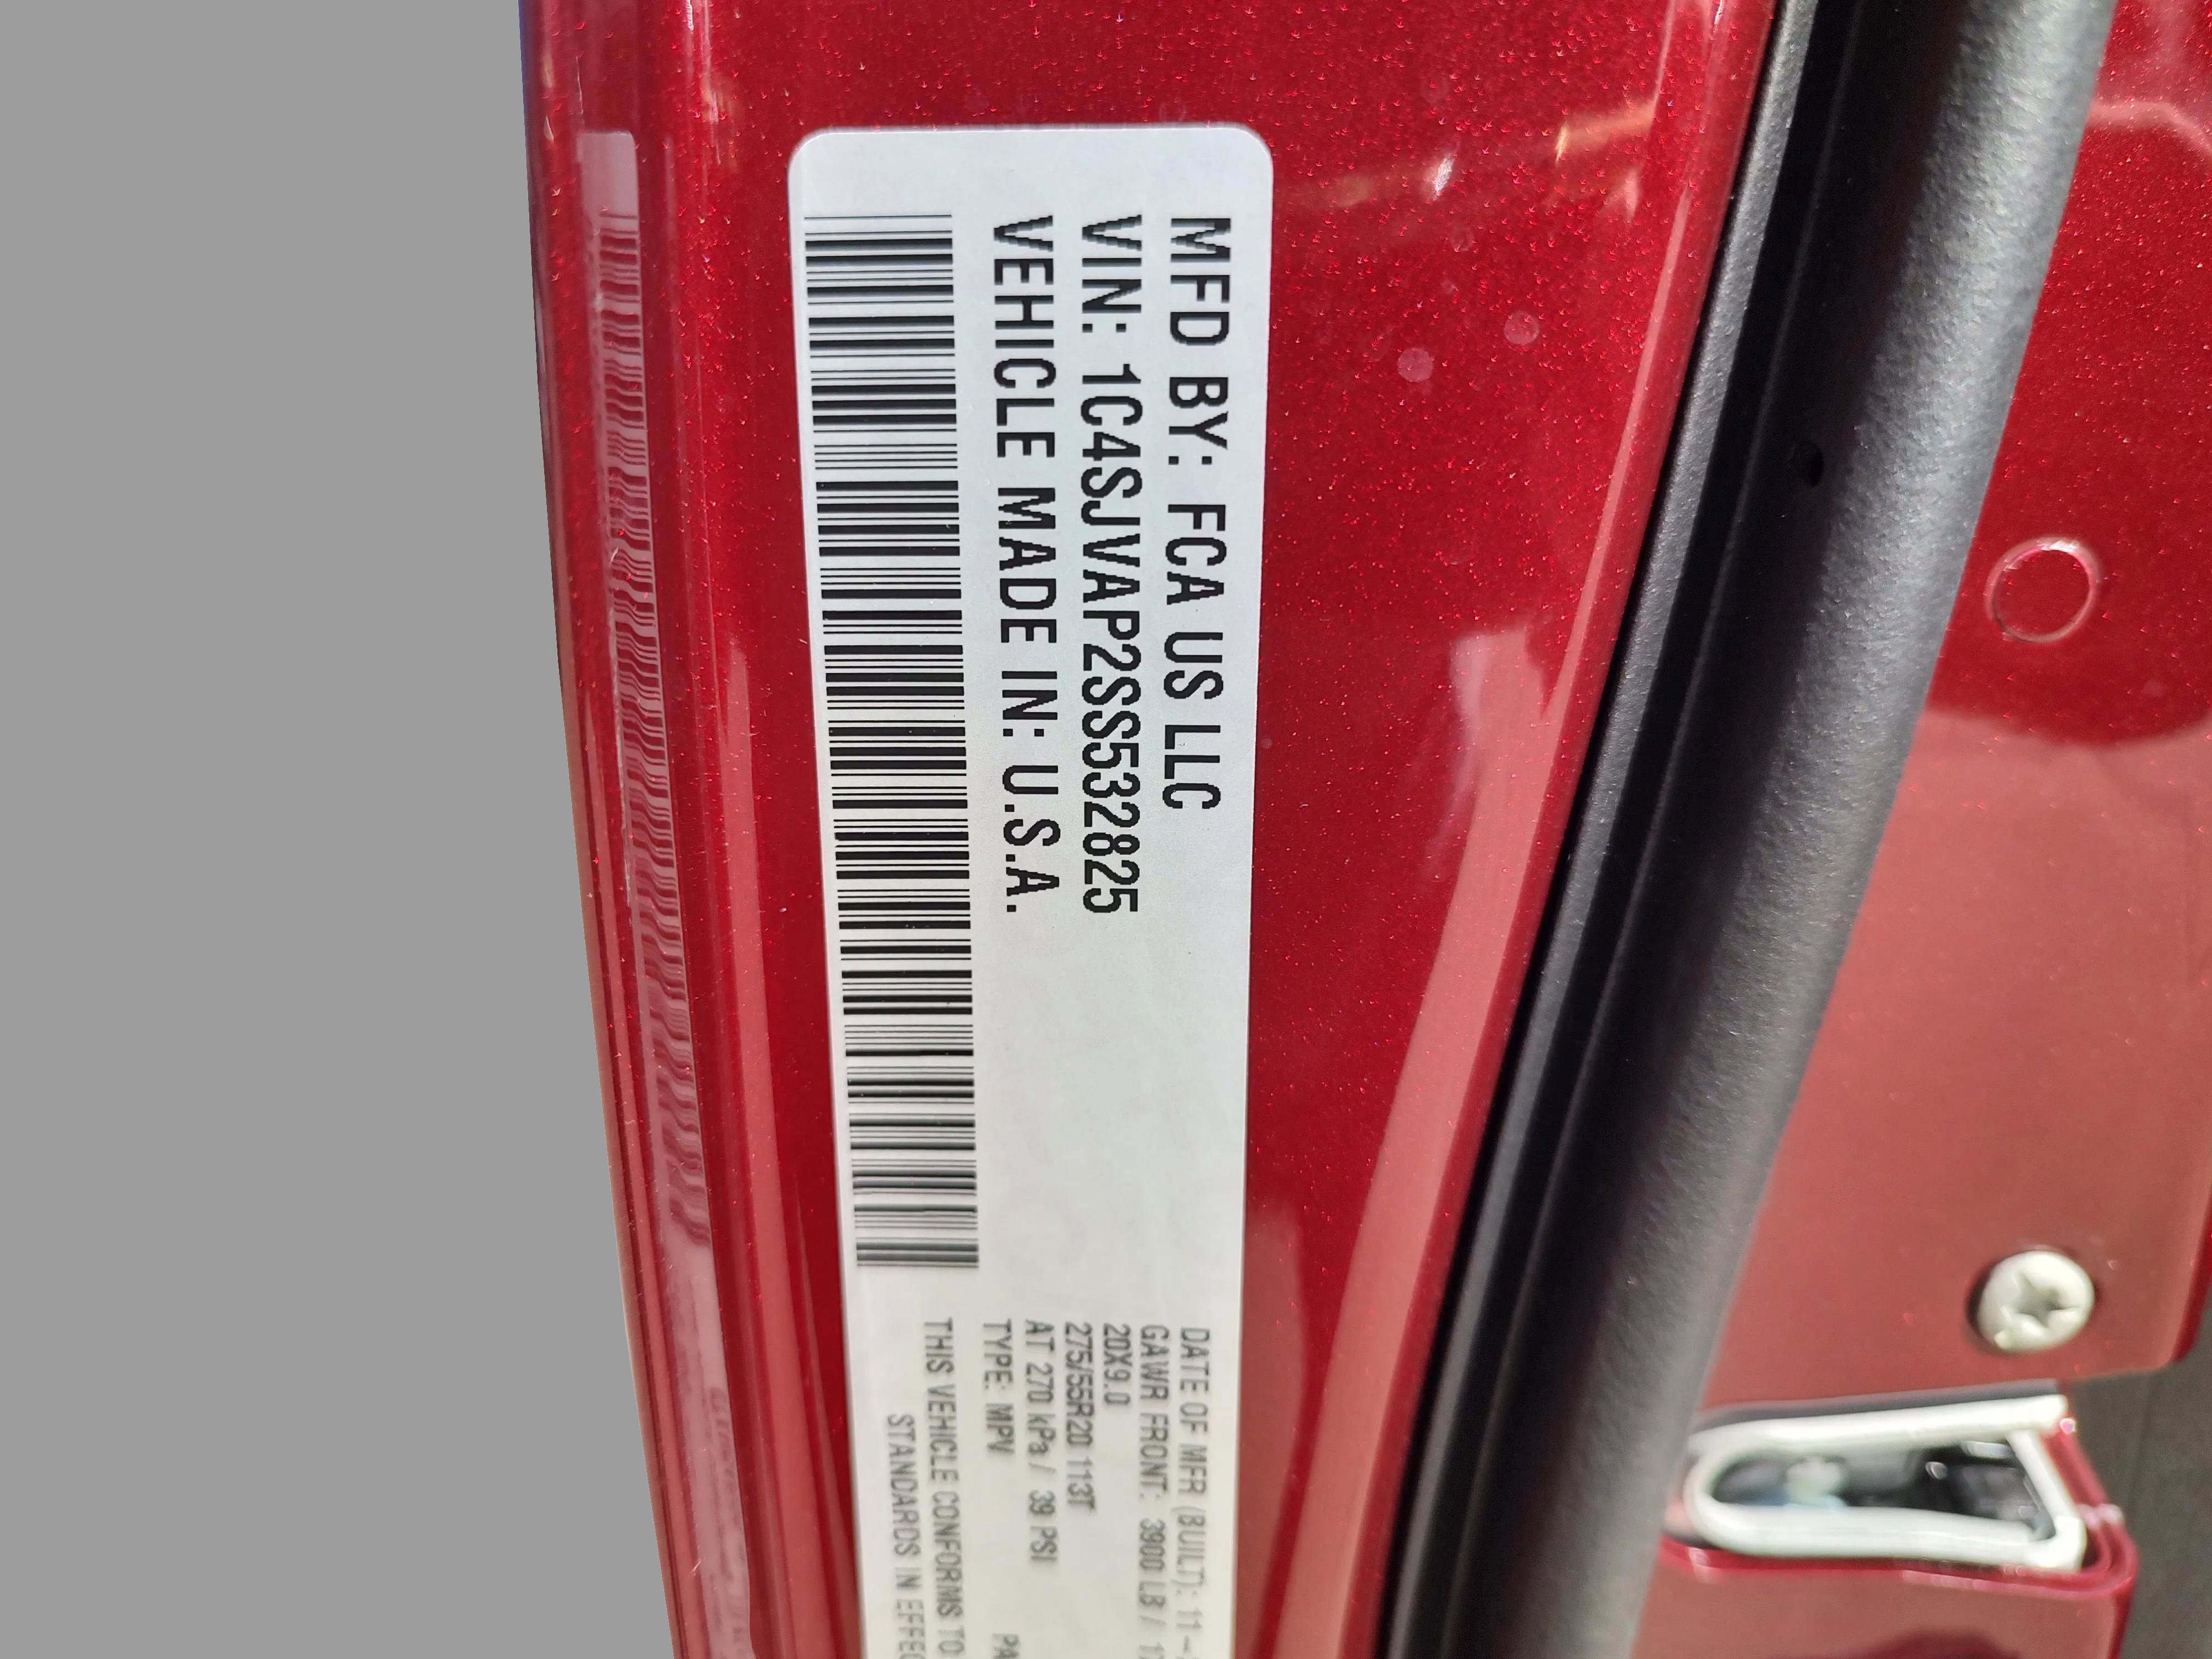 MFD BY: FCA US LLC
VIN: 1C4SJVAP2SS532825
VEHICLE MADE IN: U.S.A.
DATE OF MFR (BUILT): 11-
GAWR FRONT: 3900 LB /
20X9.0
275/55R20 113T
AT 270 kPa / 39 PSI
TYPE: MPV
THIS VEHICLE CONFORMS TO
STANDARDS IN